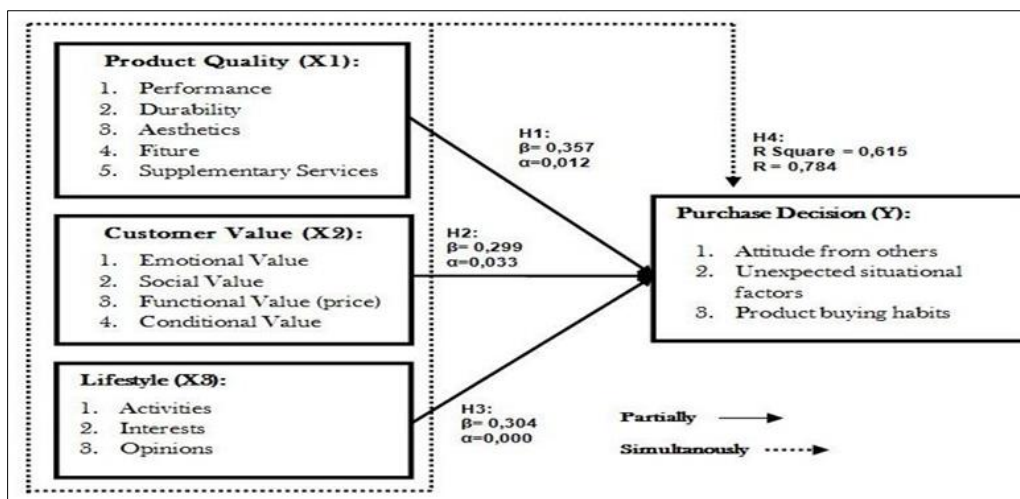 Product Quality (X1):
1. Performance
2. Durability
3. Aesthetics
4. Fiture
5. Supplementary Services
Customer Value (X2):
1. Emotional Value
2. Social Value
3. Functional Value (price)
4. Conditional Value
Lifestyle (X3):
1. Activities
2. Interests
3. Opinions
H1:
β= 0,357
α=0,012
H2:
β= 0,299
α=0,033
H3:
β= 0,304
α=0,000
H4:
R Square = 0,615
R = 0,784
Purchase Decision (Y):
1. Attitude from others
2. Unexpected situational
factors
3. Product buying habits
Partially
Simultanously